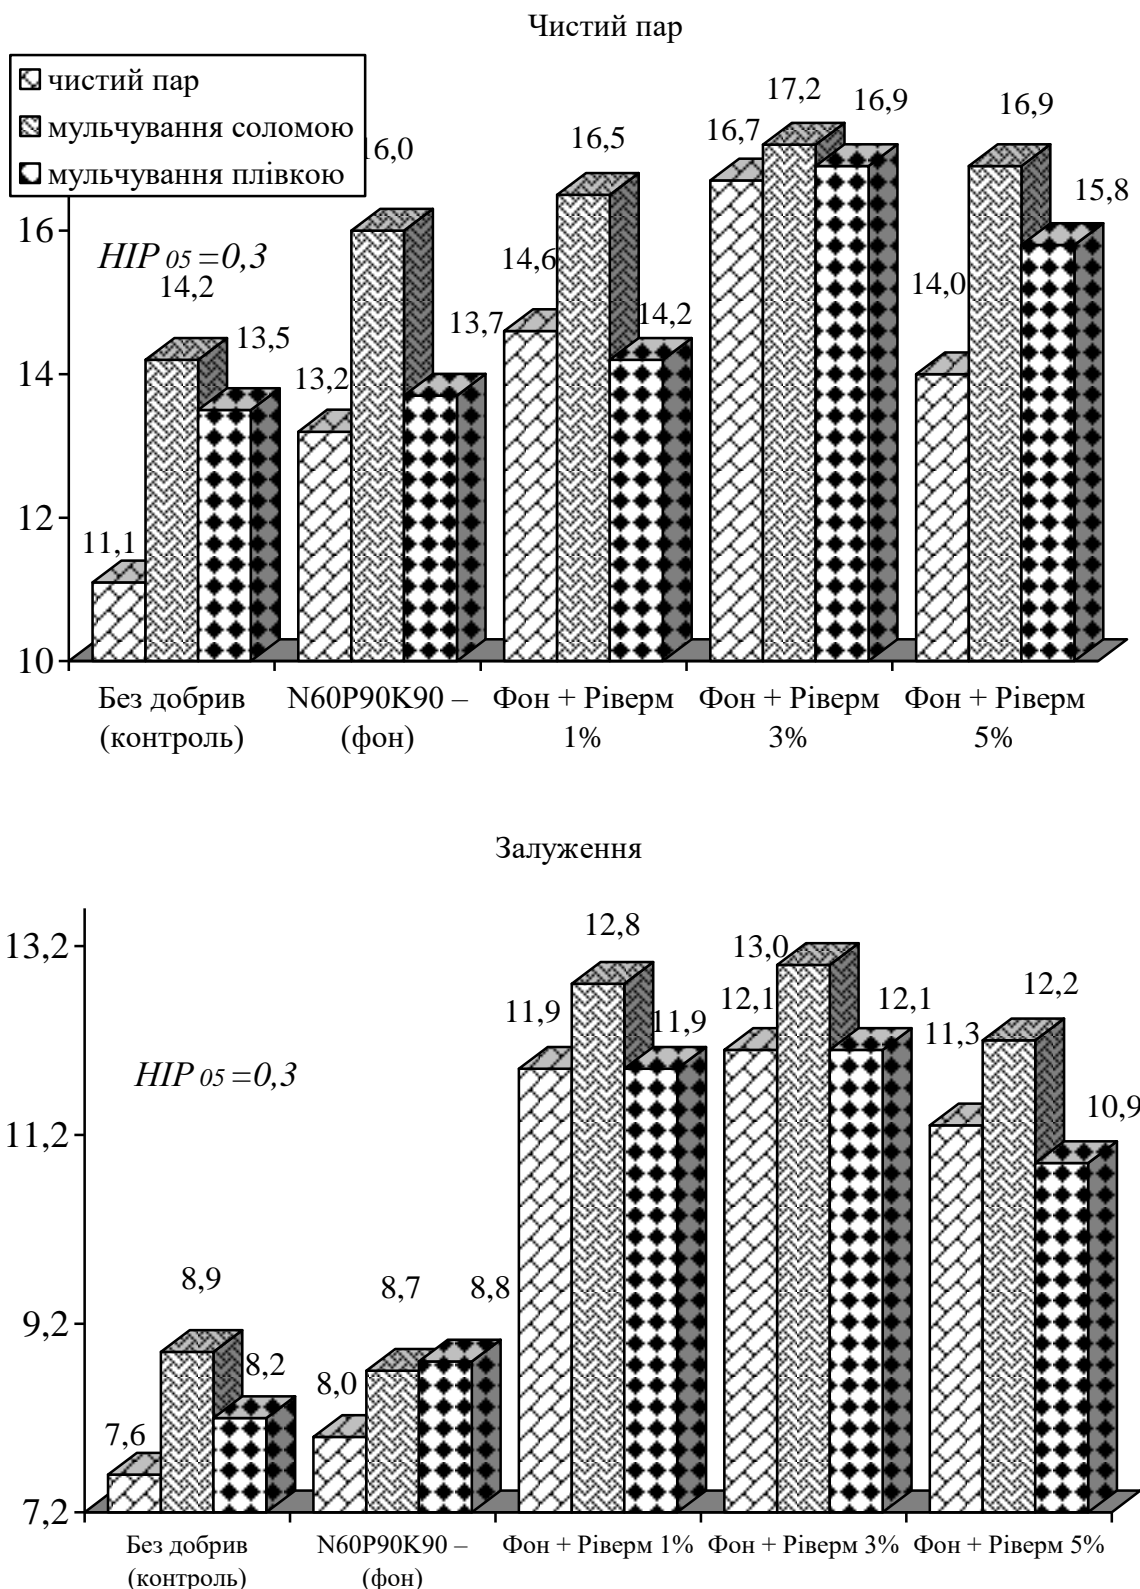 Чистий пар
чистий пар
мульчування соломою
мульчування плівкою
16,0
16,5
17,2
16,9
16,7
16,9
15,8
16
НІР 05 =0,3
14,2
13,5
13,2
13,7
14,6
14,2
14,0
14
12
11,1
10
Без добрив
(контроль)
N60P90K90 –
(фон)
Фон + Ріверм
1%
Фон + Ріверм
3%
Фон + Ріверм
5%
Залуження
13,2
12,8
13,0
11,9
11,9
12,1
12,1
11,3
12,2
10,9
НІР 05 =0,3
11,2
9,2
8,9
8,7
8,8
8,2
8,0
7,6
7,2
Без добрив
(контроль)
N60P90K90 –
(фон)
Фон + Ріверм 1%
Фон + Ріверм 3%
Фон + Ріверм 5%